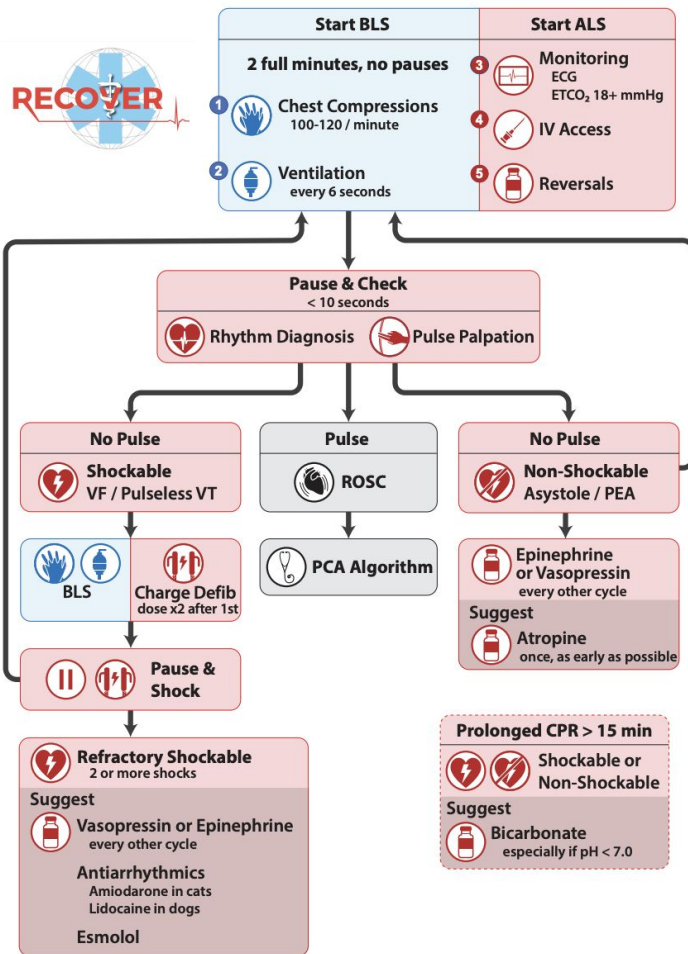 RECOVER
Start BLS
2 full minutes, no pauses
1
Chest Compressions
100-120 / minute
2
Ventilation
every 6 seconds
Start ALS
3
Monitoring
ECG
ETCO₂ 18+ mmHg
4
IV Access
5
Reversals
Pause & Check
< 10 seconds
Rhythm Diagnosis
Pulse Palpation
No Pulse
Shockable
VF / Pulseless VT
BLS
Charge Defib
dose x2 after 1st
Pause &
Shock
Refractory Shockable
2 or more shocks
Suggest
Vasopressin or Epinephrine
every other cycle
Antiarrhythmics
Amiodarone in cats
Lidocaine in dogs
Esmolol
Pulse
ROSC
PCA Algorithm
No Pulse
Non-Shockable
Asystole / PEA
Epinephrine
or Vasopressin
every other cycle
Suggest
Atropine
once, as early as possible
Prolonged CPR > 15 min
Shockable or
Non-Shockable
Suggest
Bicarbonate
especially if pH < 7.0